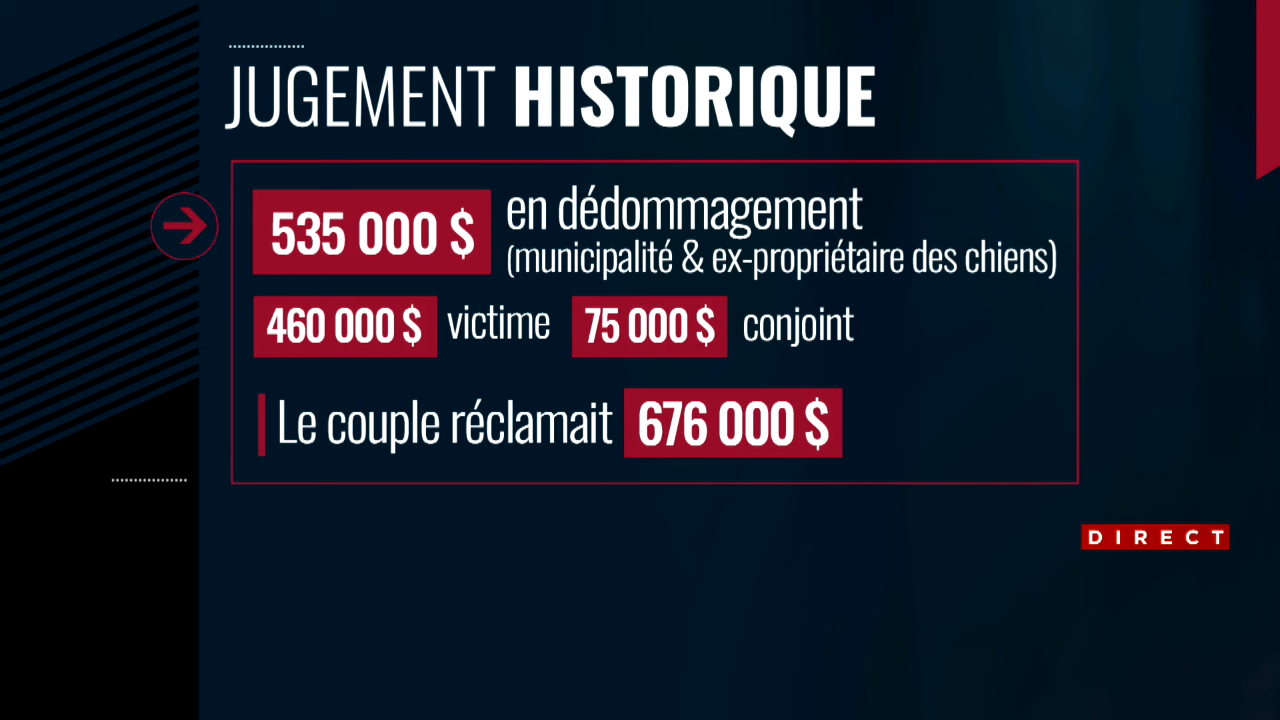 JUGEMENT HISTORIQUE
535 000 $ en dédommagement
(municipalité & ex-propriétaire des chiens)
460 000 $ victime 75 000 $ conjoint
Le couple réclamait 676 000 $
DIRECT